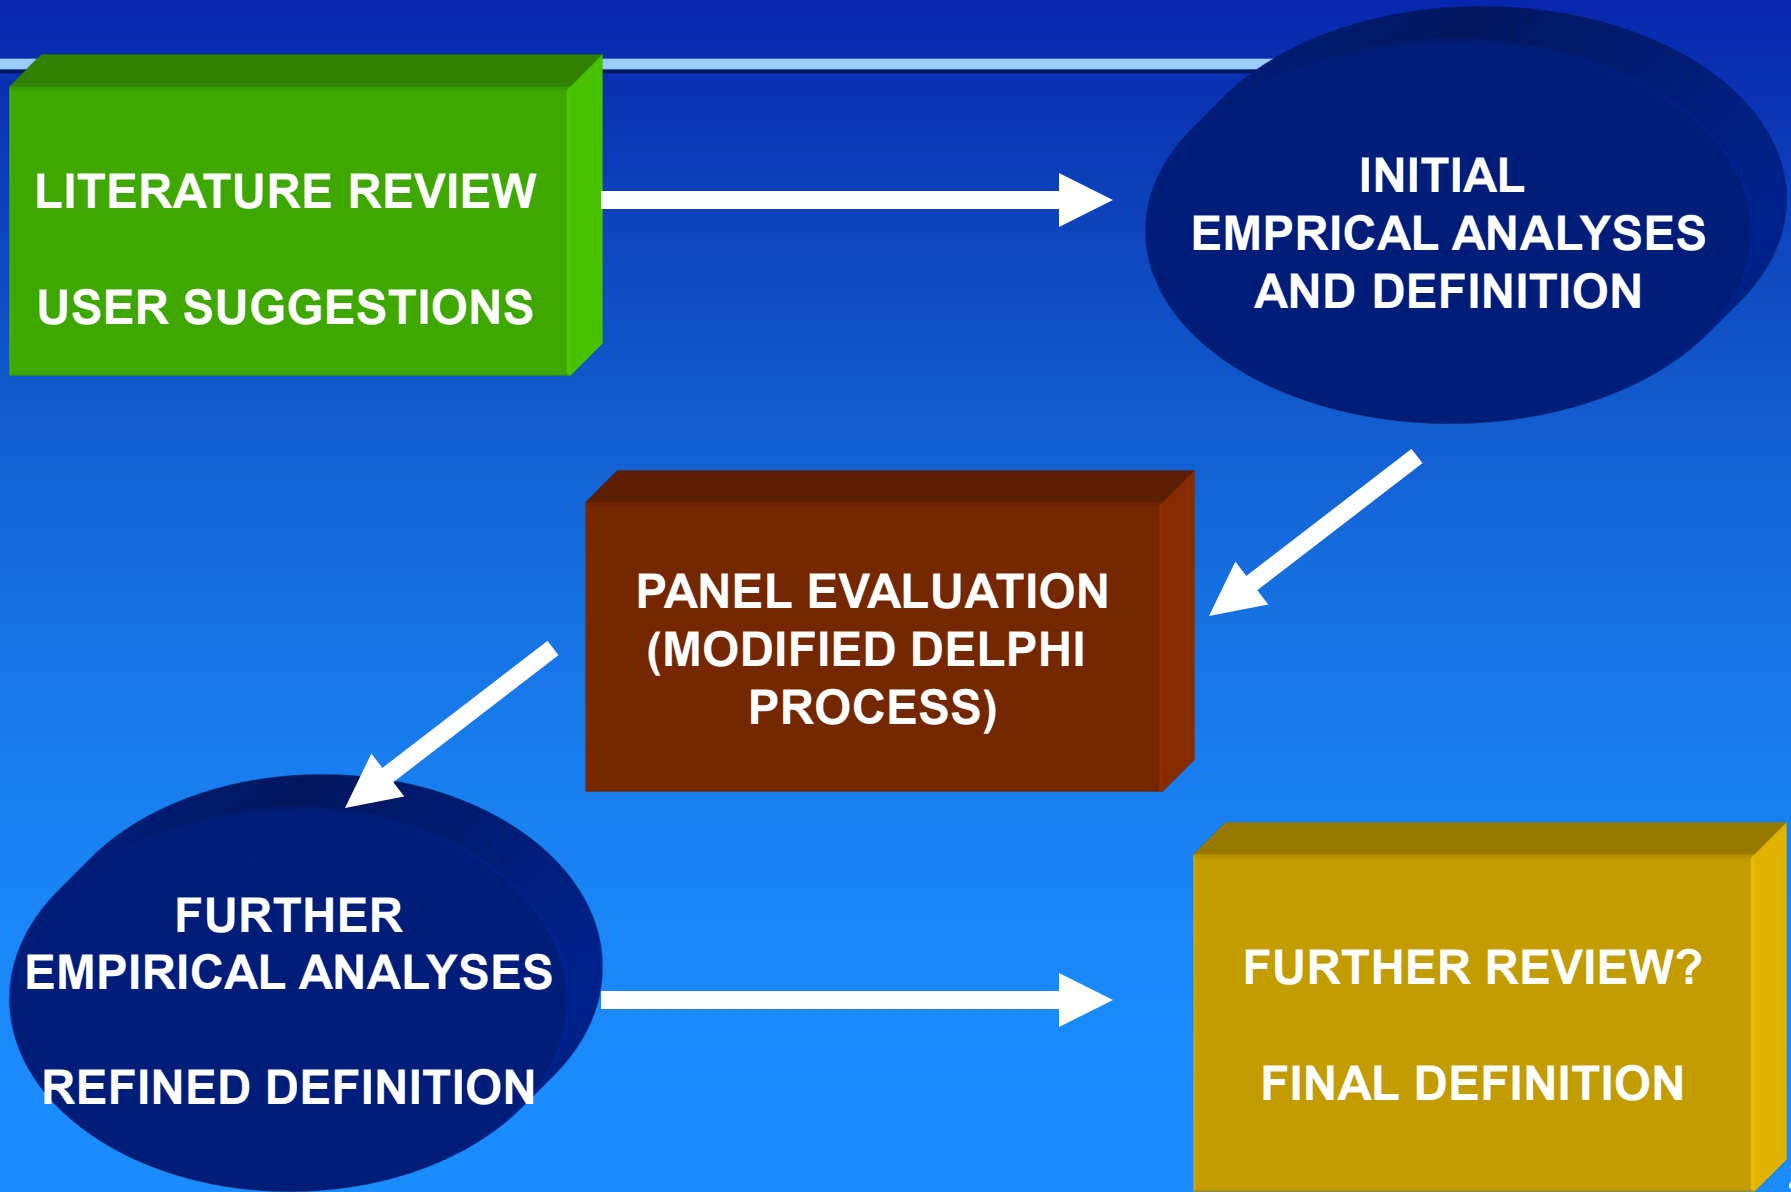 LITERATURE REVIEW
USER SUGGESTIONS
INITIAL
EMPRICAL ANALYSES
AND DEFINITION
PANEL EVALUATION
(MODIFIED DELPHI
PROCESS)
FURTHER
EMPIRICAL ANALYSES
REFINED DEFINITION
FURTHER REVIEW?
FINAL DEFINITION